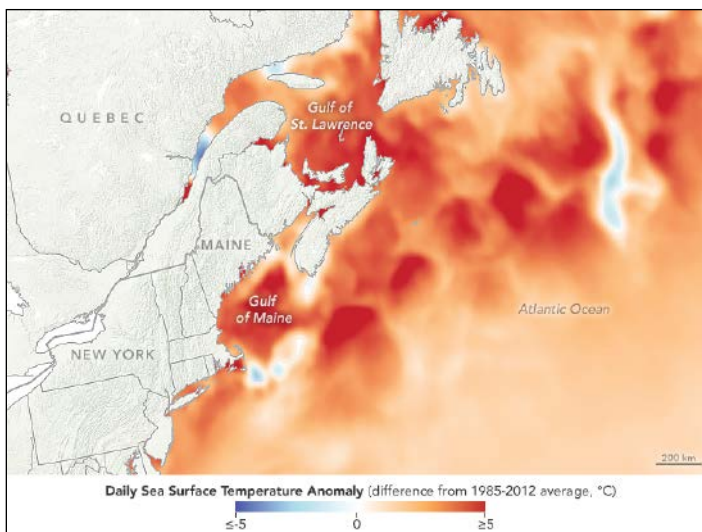 QUEBEC
Gulf of
St. Lawrence
MAINE
Gulf
of Maine
Atlantic Ocean
NEW YORK
200 km
Daily Sea Surface Temperature Anomaly (difference from 1985-2012 average, °C)
≤-5 0 ≥5